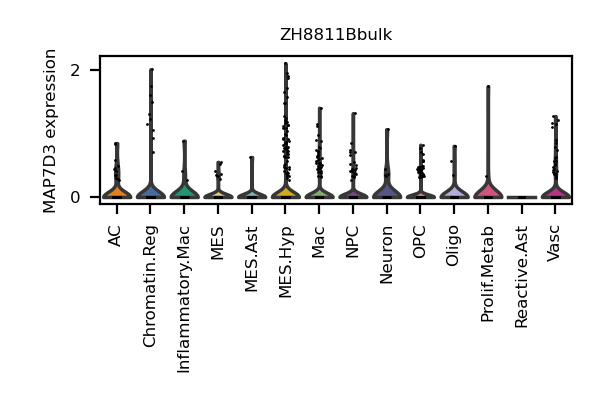 ZH8811Bbulk
MAP7D3 expression
2
0
AC
Chromatin.Reg
Inflammatory.Mac
MES
MES.Ast
MES.Hyp
Mac
NPC
Neuron
OPC
Oligo
Prolif.Metab
Reactive.Ast
Vasc